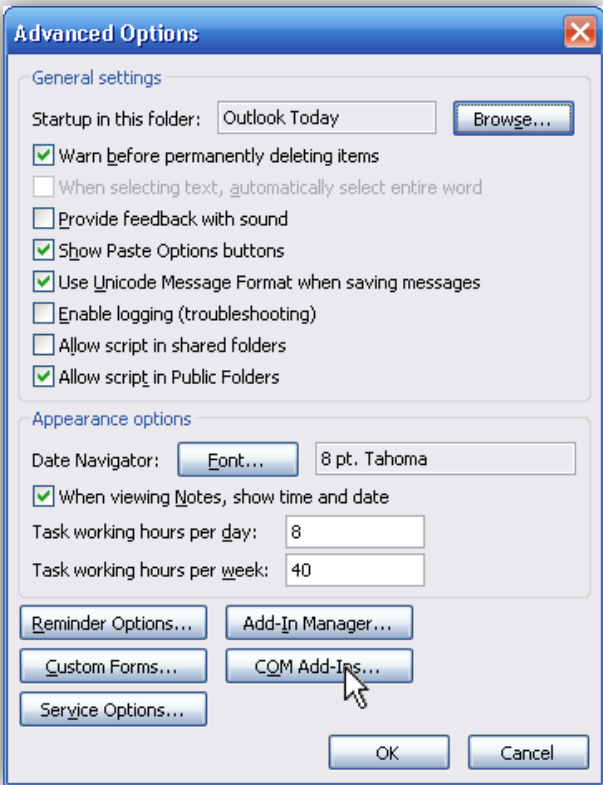 Advanced Options
General settings
Startup in this folder: Outlook Today Browse...
Warn before permanently deleting items
When selecting text, automatically select entire word
Provide feedback with sound
Show Paste Options buttons
Use Unicode Message Format when saving messages
Enable logging (troubleshooting)
Allow script in shared folders
Allow script in Public Folders
Appearance options
Date Navigator: Font... 8 pt. Tahoma
When viewing Notes, show time and date
Task working hours per day: 8
Task working hours per week: 40
Reminder Options... Add-In Manager...
Custom Forms... COM Add-Ins...
Service Options...
OK Cancel